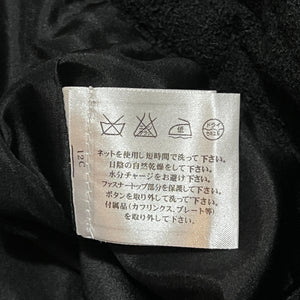 ドライ
低
ネットを使用し短時間で洗って下さい。
日陰の自然乾燥をして下さい。
水分チャージをお避け下さい。
ファスナートップ部分を保護して下さい。
ボタンを取り外して洗って下さい。
付属品(カフリンクス、プレート等)
を取り外して下さい。
12C